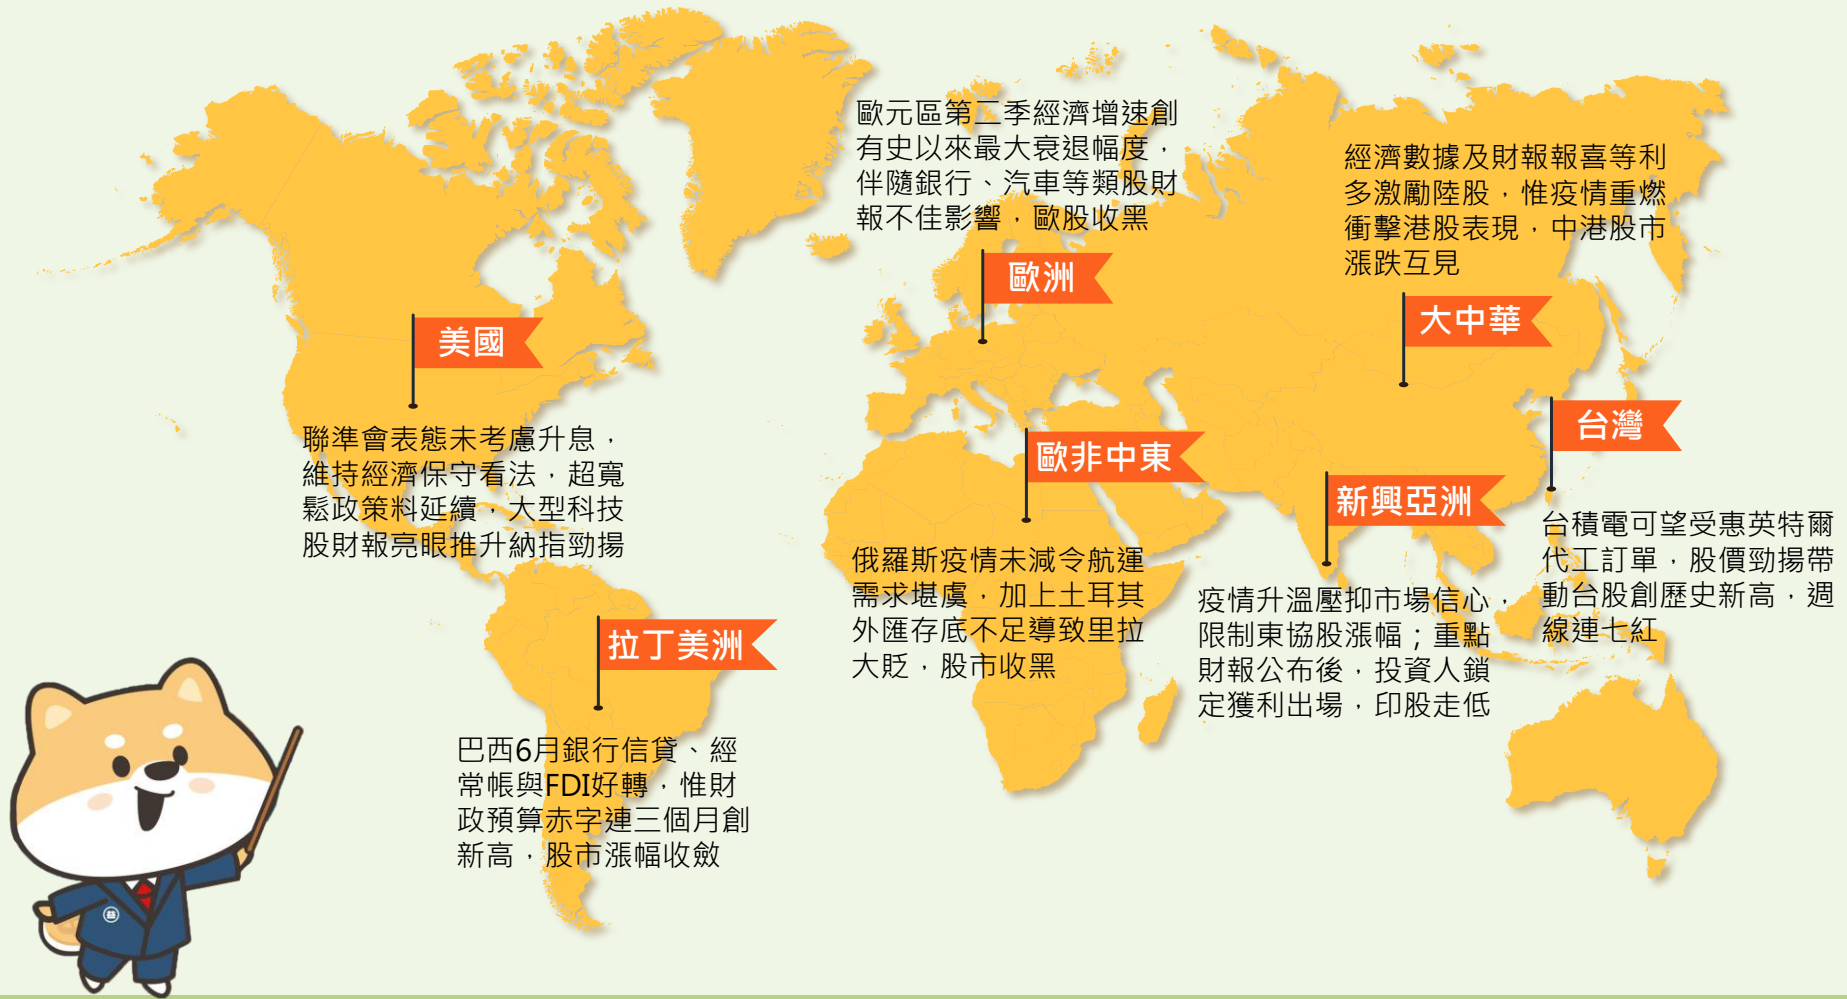 歐元區第二季經濟增速創
有史以來最大衰退幅度，
伴隨銀行、汽車等類股財
報不佳影響，歐股收黑
歐洲
經濟數據及財報報喜等利
多激勵陸股，惟疫情重燃
衝擊港股表現，中港股市
漲跌互見
大中華
美國
聯準會表態未考慮升息，
維持經濟保守看法，超寬
鬆政策料延續，大型科技
股財報亮眼推升納指勁揚
歐非中東
俄羅斯疫情未減令航運
需求堪虞，加上土耳其
外匯存底不足導致里拉
大貶，股市收黑
新興亞洲
疫情升溫壓抑市場信心，
限制東協股漲幅；重點
財報公布後，投資人鎖
定獲利出場，印股走低
台灣
台積電可望受惠英特爾
代工訂單，股價勁揚帶
動台股創歷史新高，週
線連七紅
拉丁美洲
巴西6月銀行信貸、經
常帳與FDI好轉，惟財
政預算赤字連三個月創
新高，股市漲幅收斂